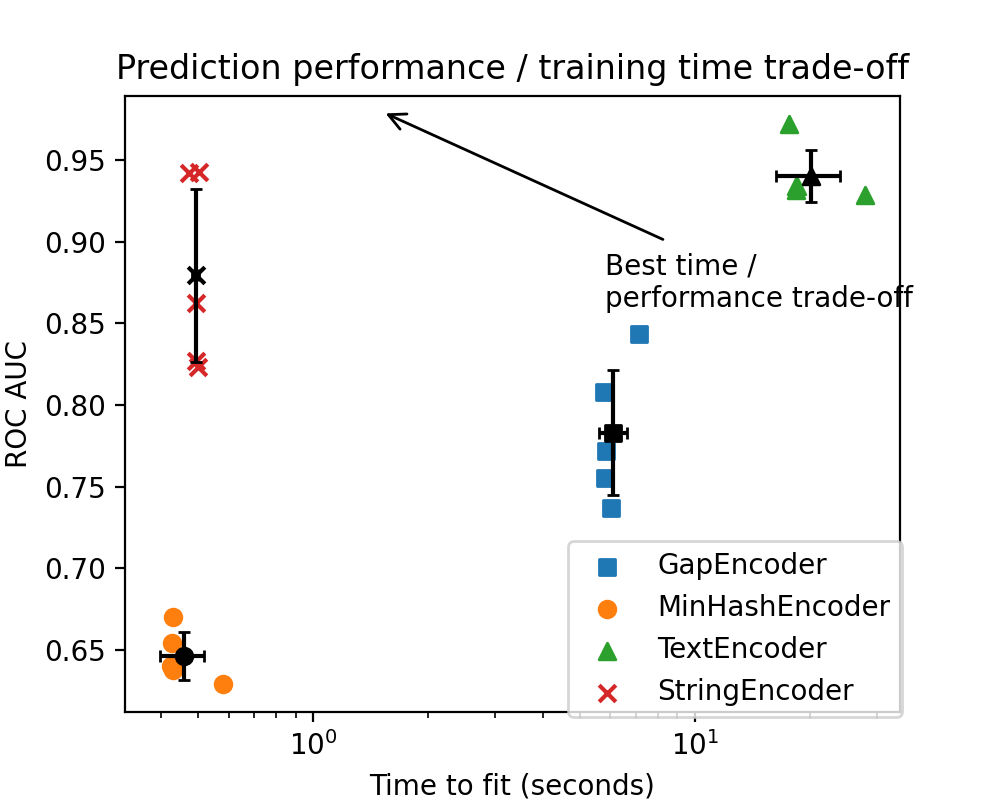 Prediction performance / training time trade-off
0.95
0.90
0.85
0.80
0.75
0.70
0.65
ROC AUC
Best time /
performance trade-off
GapEncoder
MinHashEncoder
TextEncoder
StringEncoder
10⁰
10¹
Time to fit (seconds)